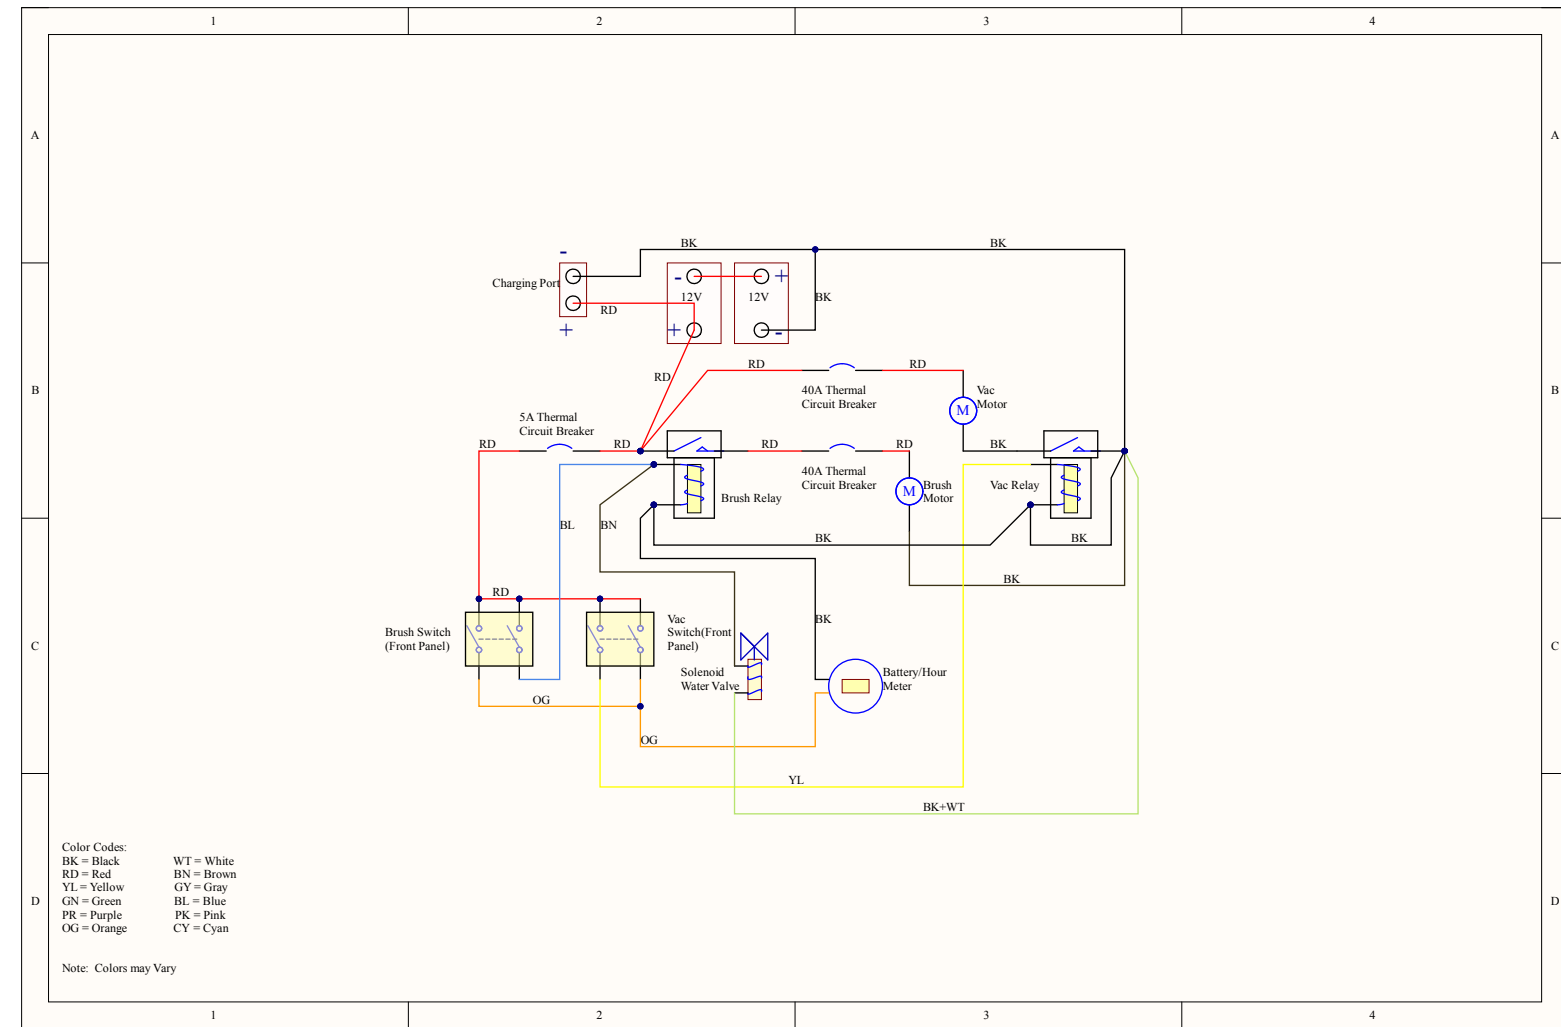 1 2 3 4
A A
BK BK
-
Charging Port
- +
12V 12V BK
RD
+ + -
RD RD RD
B B
40A Thermal
Circuit Breaker
Vac
Motor
5A Thermal
Circuit Breaker
RD RD RD RD BK
M
40A Thermal
Circuit Breaker
Vac Relay
M
Brush
Motor
Brush Relay
BL BN
BK BK
BK
RD
Brush Switch
(Front Panel)
Vac
Switch(Front
Panel)
BK
C C
Solenoid
Water Valve
Battery/Hour
Meter
OG
OG
YL
BK+WT
Color Codes:
BK = Black WT = White
RD = Red BN = Brown
YL = Yellow GY = Gray
GN = Green BL = Blue
PR = Purple PK = Pink
OG = Orange CY = Cyan
D D
Note: Colors may Vary
1 2 3 4